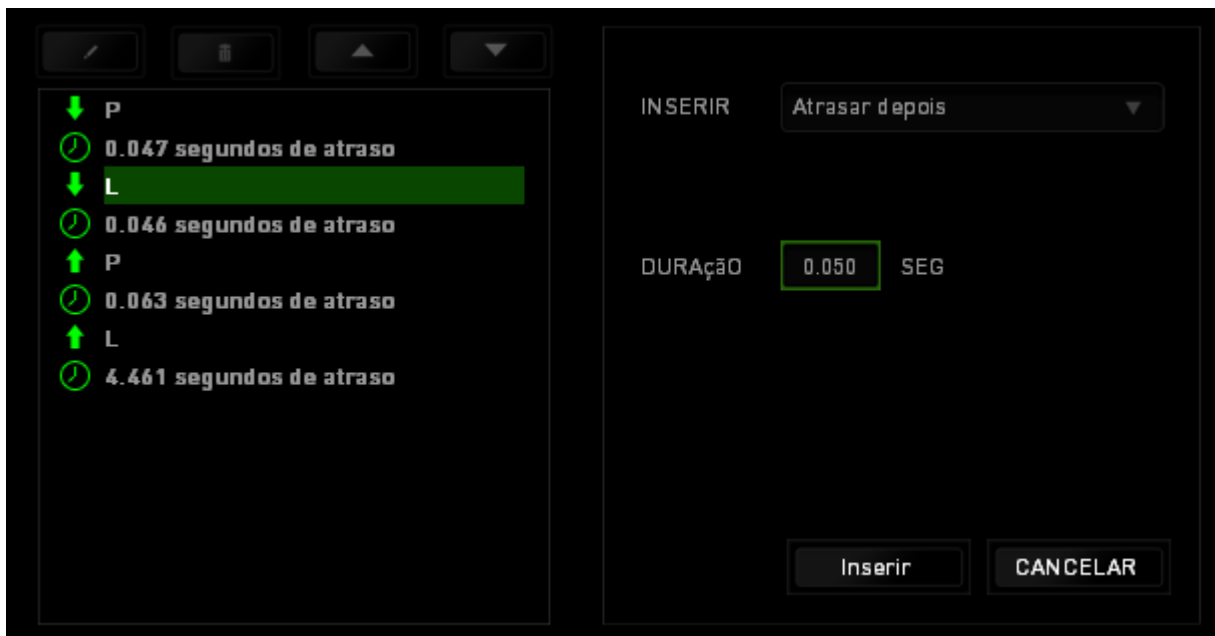 P
0.047 segundos de atraso
L
0.046 segundos de atraso
P
0.063 segundos de atraso
L
4.461 segundos de atraso
INSERIR Atrasar depois
DURAçãO 0.050 SEG
Inserir CANCELAR